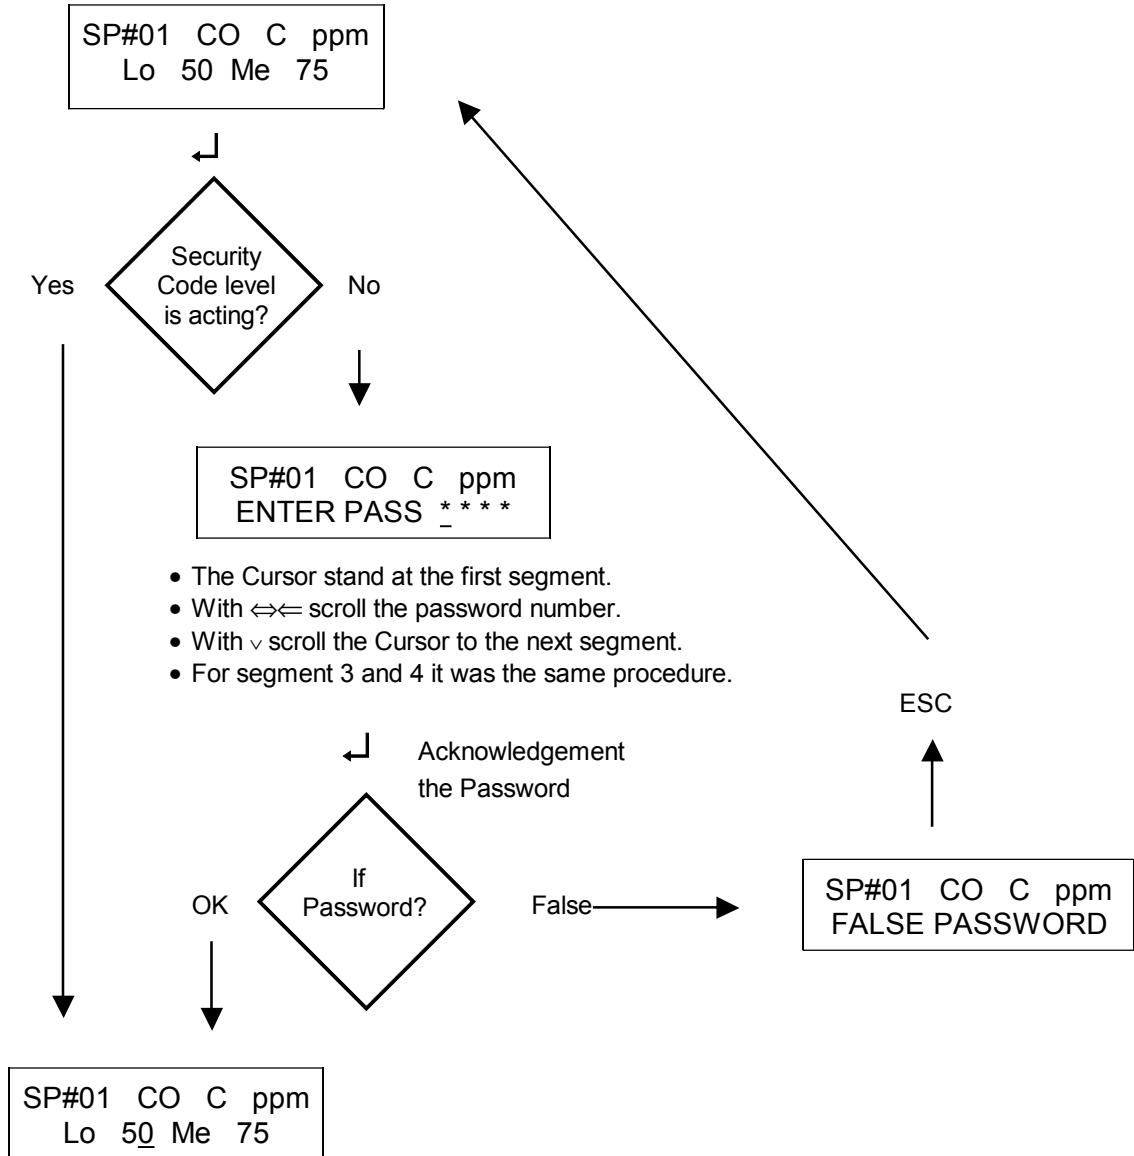 SP#01 CO C ppm
Lo 50 Me 75
↵
Security
Code level
is acting?
Yes
No
SP#01 CO C ppm
ENTER PASS * * * *
• The Cursor stand at the first segment.
• With ⇔⇐ scroll the password number.
• With ∨ scroll the Cursor to the next segment.
• For segment 3 and 4 it was the same procedure.
ESC
↵ Acknowledgement
the Password
If
Password?
OK
False
SP#01 CO C ppm
FALSE PASSWORD
SP#01 CO C ppm
Lo 50 Me 75